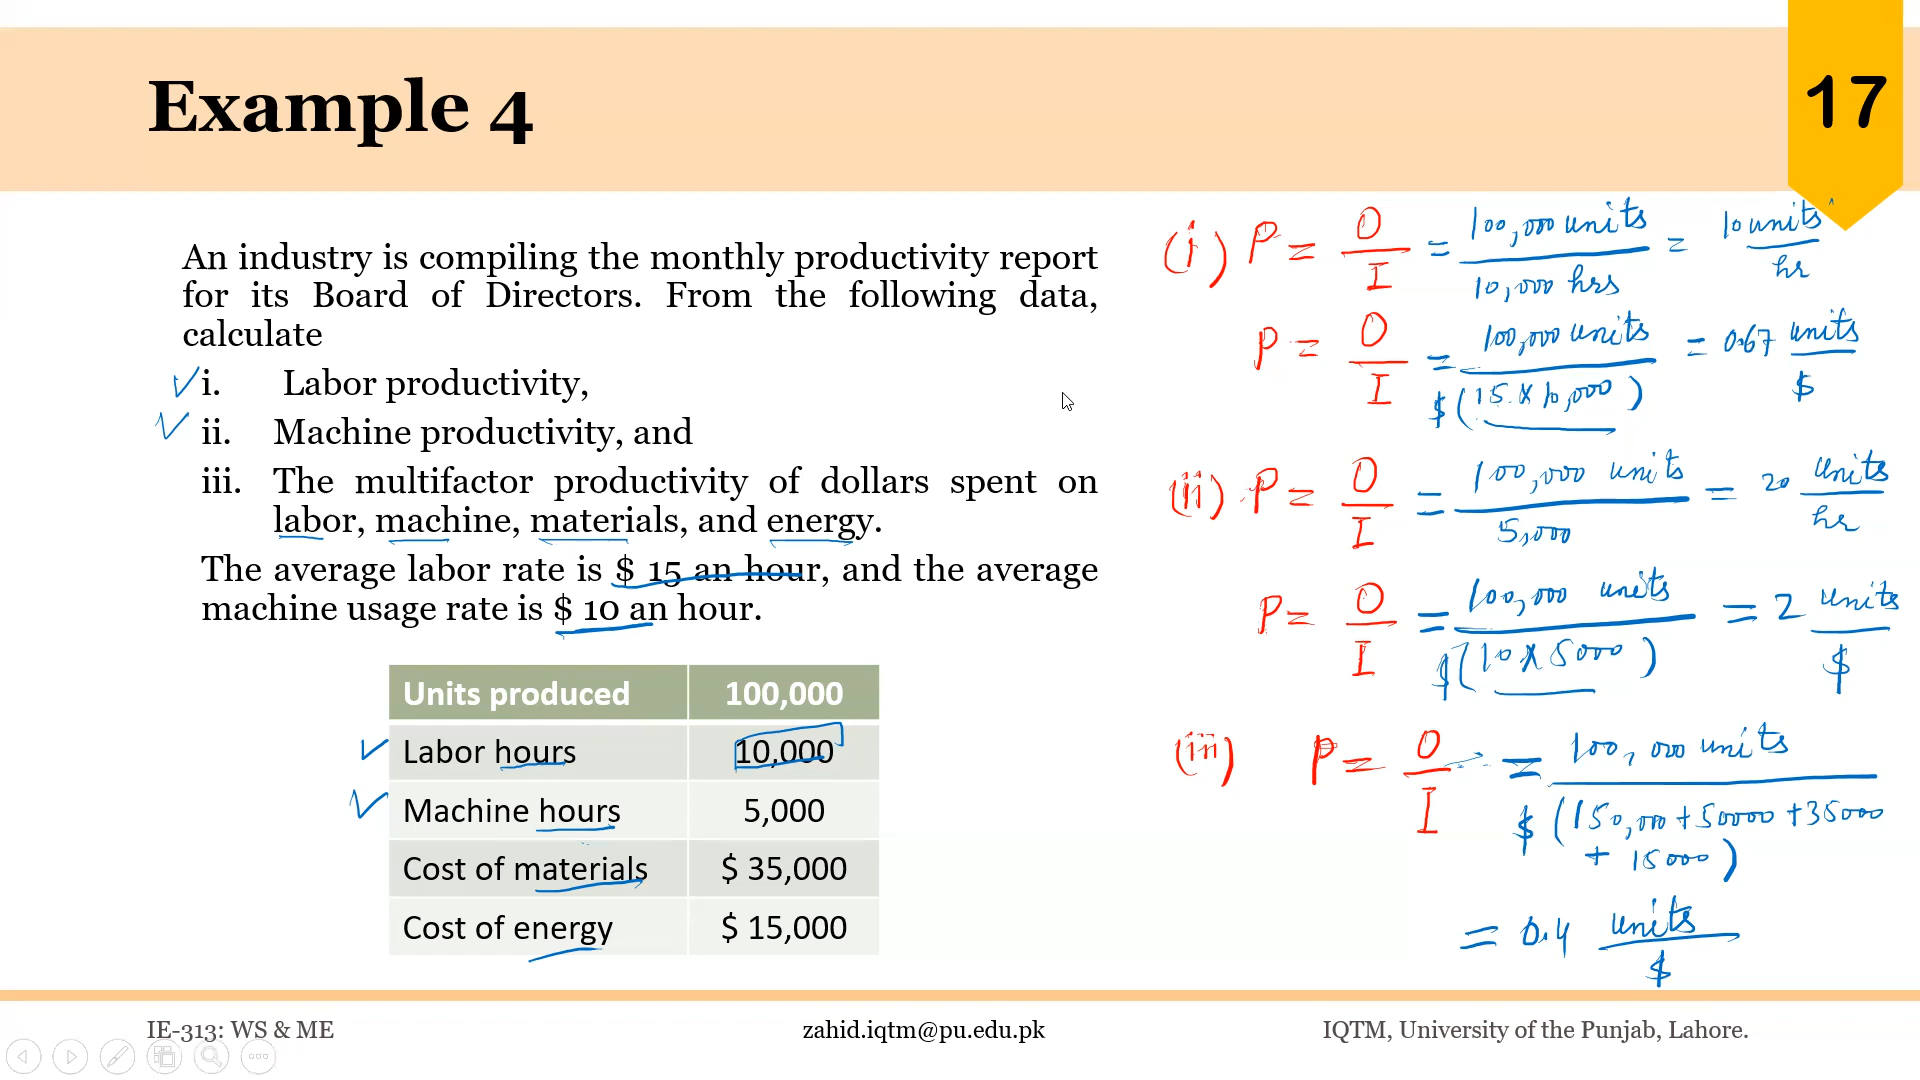 Example 4
17
An industry is compiling the monthly productivity report
for its Board of Directors. From the following data,
calculate
i. Labor productivity,
ii. Machine productivity, and
iii. The multifactor productivity of dollars spent on
labor, machine, materials, and energy.
The average labor rate is $ 15 an hour, and the average
machine usage rate is $ 10 an hour.
Units produced 100,000
Labor hours 10,000
Machine hours 5,000
Cost of materials $ 35,000
Cost of energy $ 15,000
(i) P = O/I = 100,000 units / 10,000 hrs = 10 units / hr
P = O/I = 100,000 units / $ (15 x 10,000) = 0.67 units / $
(ii) P = O/I = 100,000 units / 5,000 = 20 units / hr
P = O/I = 100,000 units / $ (10 x 5000) = 2 units / $
(iii) P = O/I = 100,000 units / $ (150,000 + 50000 + 35000
+ 15000)
= 0.4 units / $
IE-313: WS & ME
zahid.iqtm@pu.edu.pk
IQTM, University of the Punjab, Lahore.